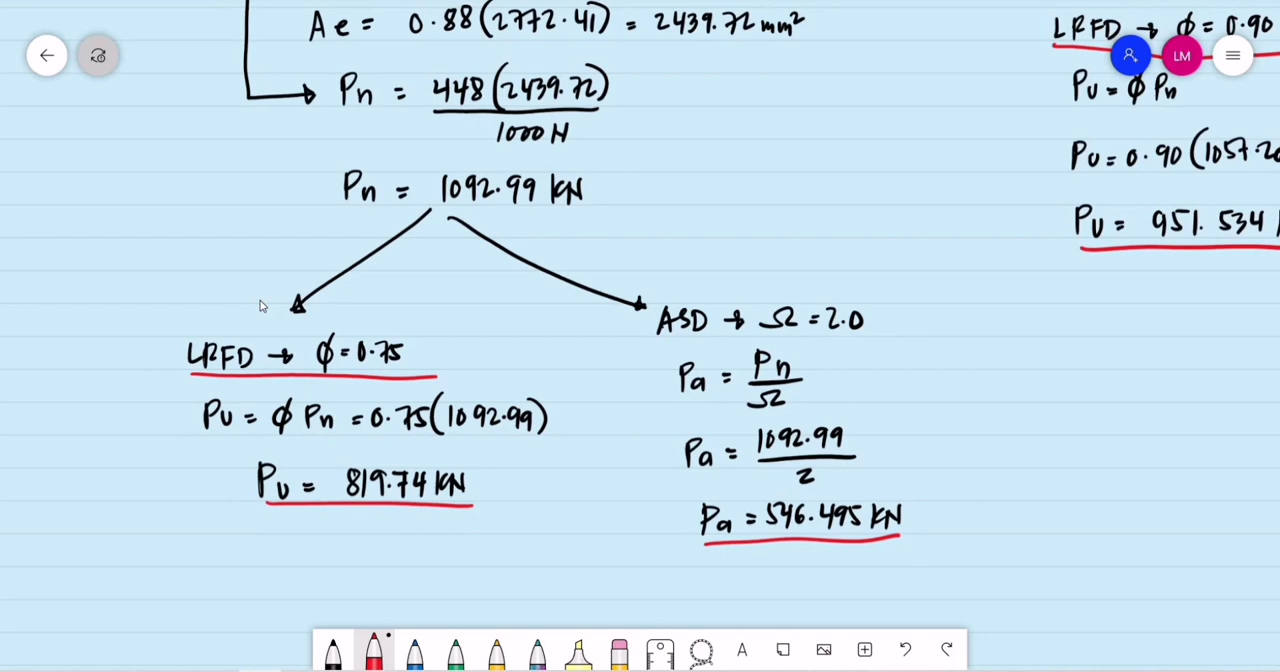 Ae = 0.88(2772.41) = 2439.72 mm²
Pn = 448(2439.72)
1000 N
Pn = 1092.99 KN
LRFD → ϕ = 0.75
PU = ϕ Pn = 0.75(1092.99)
PU = 819.74 KN
ASD → Ω = 2.0
Pa = Pn
Ω
Pa = 1092.99
2
Pa = 546.495 KN
LRFD → ϕ = 0.90
LM
PU = ϕ Pn
PU = 0.90(1057.2
PU = 951.534
A